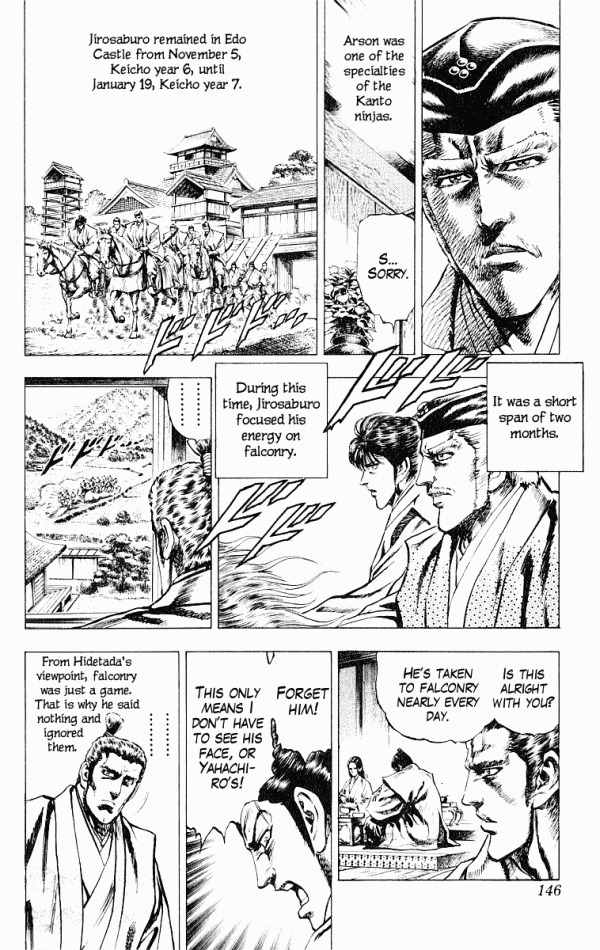 Arson was
one of the
specialties
of the
Kanto
ninjas.
S...
SORRY.
Jirosaburo remained in Edo
Castle from November 5,
Keicho year 6, until
January 19, Keicho year 7.
It was a short
span of two
months.
During this
time, Jirosaburo
focused his
energy on
falconry.
IS THIS
ALRIGHT
WITH YOU?
HE'S TAKEN
TO FALCONRY
NEARLY EVERY
DAY.
FORGET
HIM!
THIS ONLY
MEANS I
DON'T HAVE
TO SEE HIS
FACE, OR
YAHACHI-
RO'S!
From Hidetada's
viewpoint, falconry
was just a game.
That is why he said
nothing and
ignored
them.
146